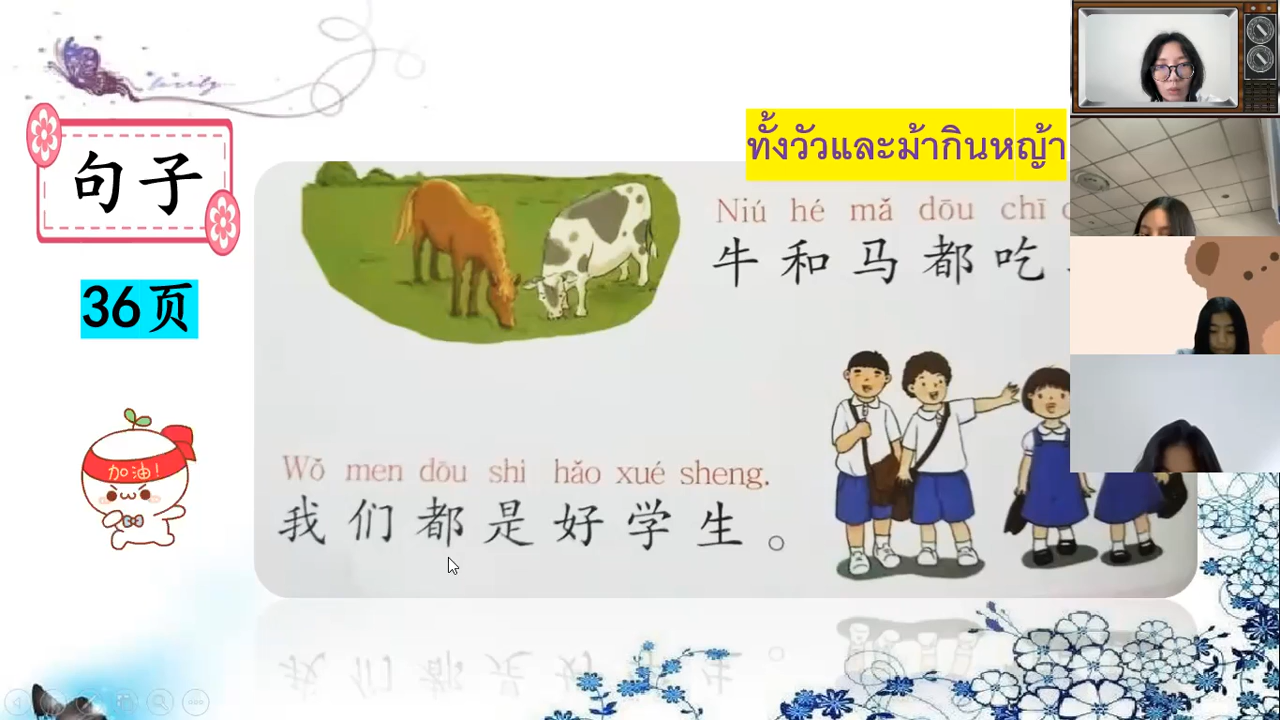 lovely
句子
36页
加油!
ทั้งวัวและม้ากินหญ้า
Niú hé mǎ dōu chī
牛和马都吃
Wǒ men dōu shi hǎo xué sheng.
我们都是好学生。